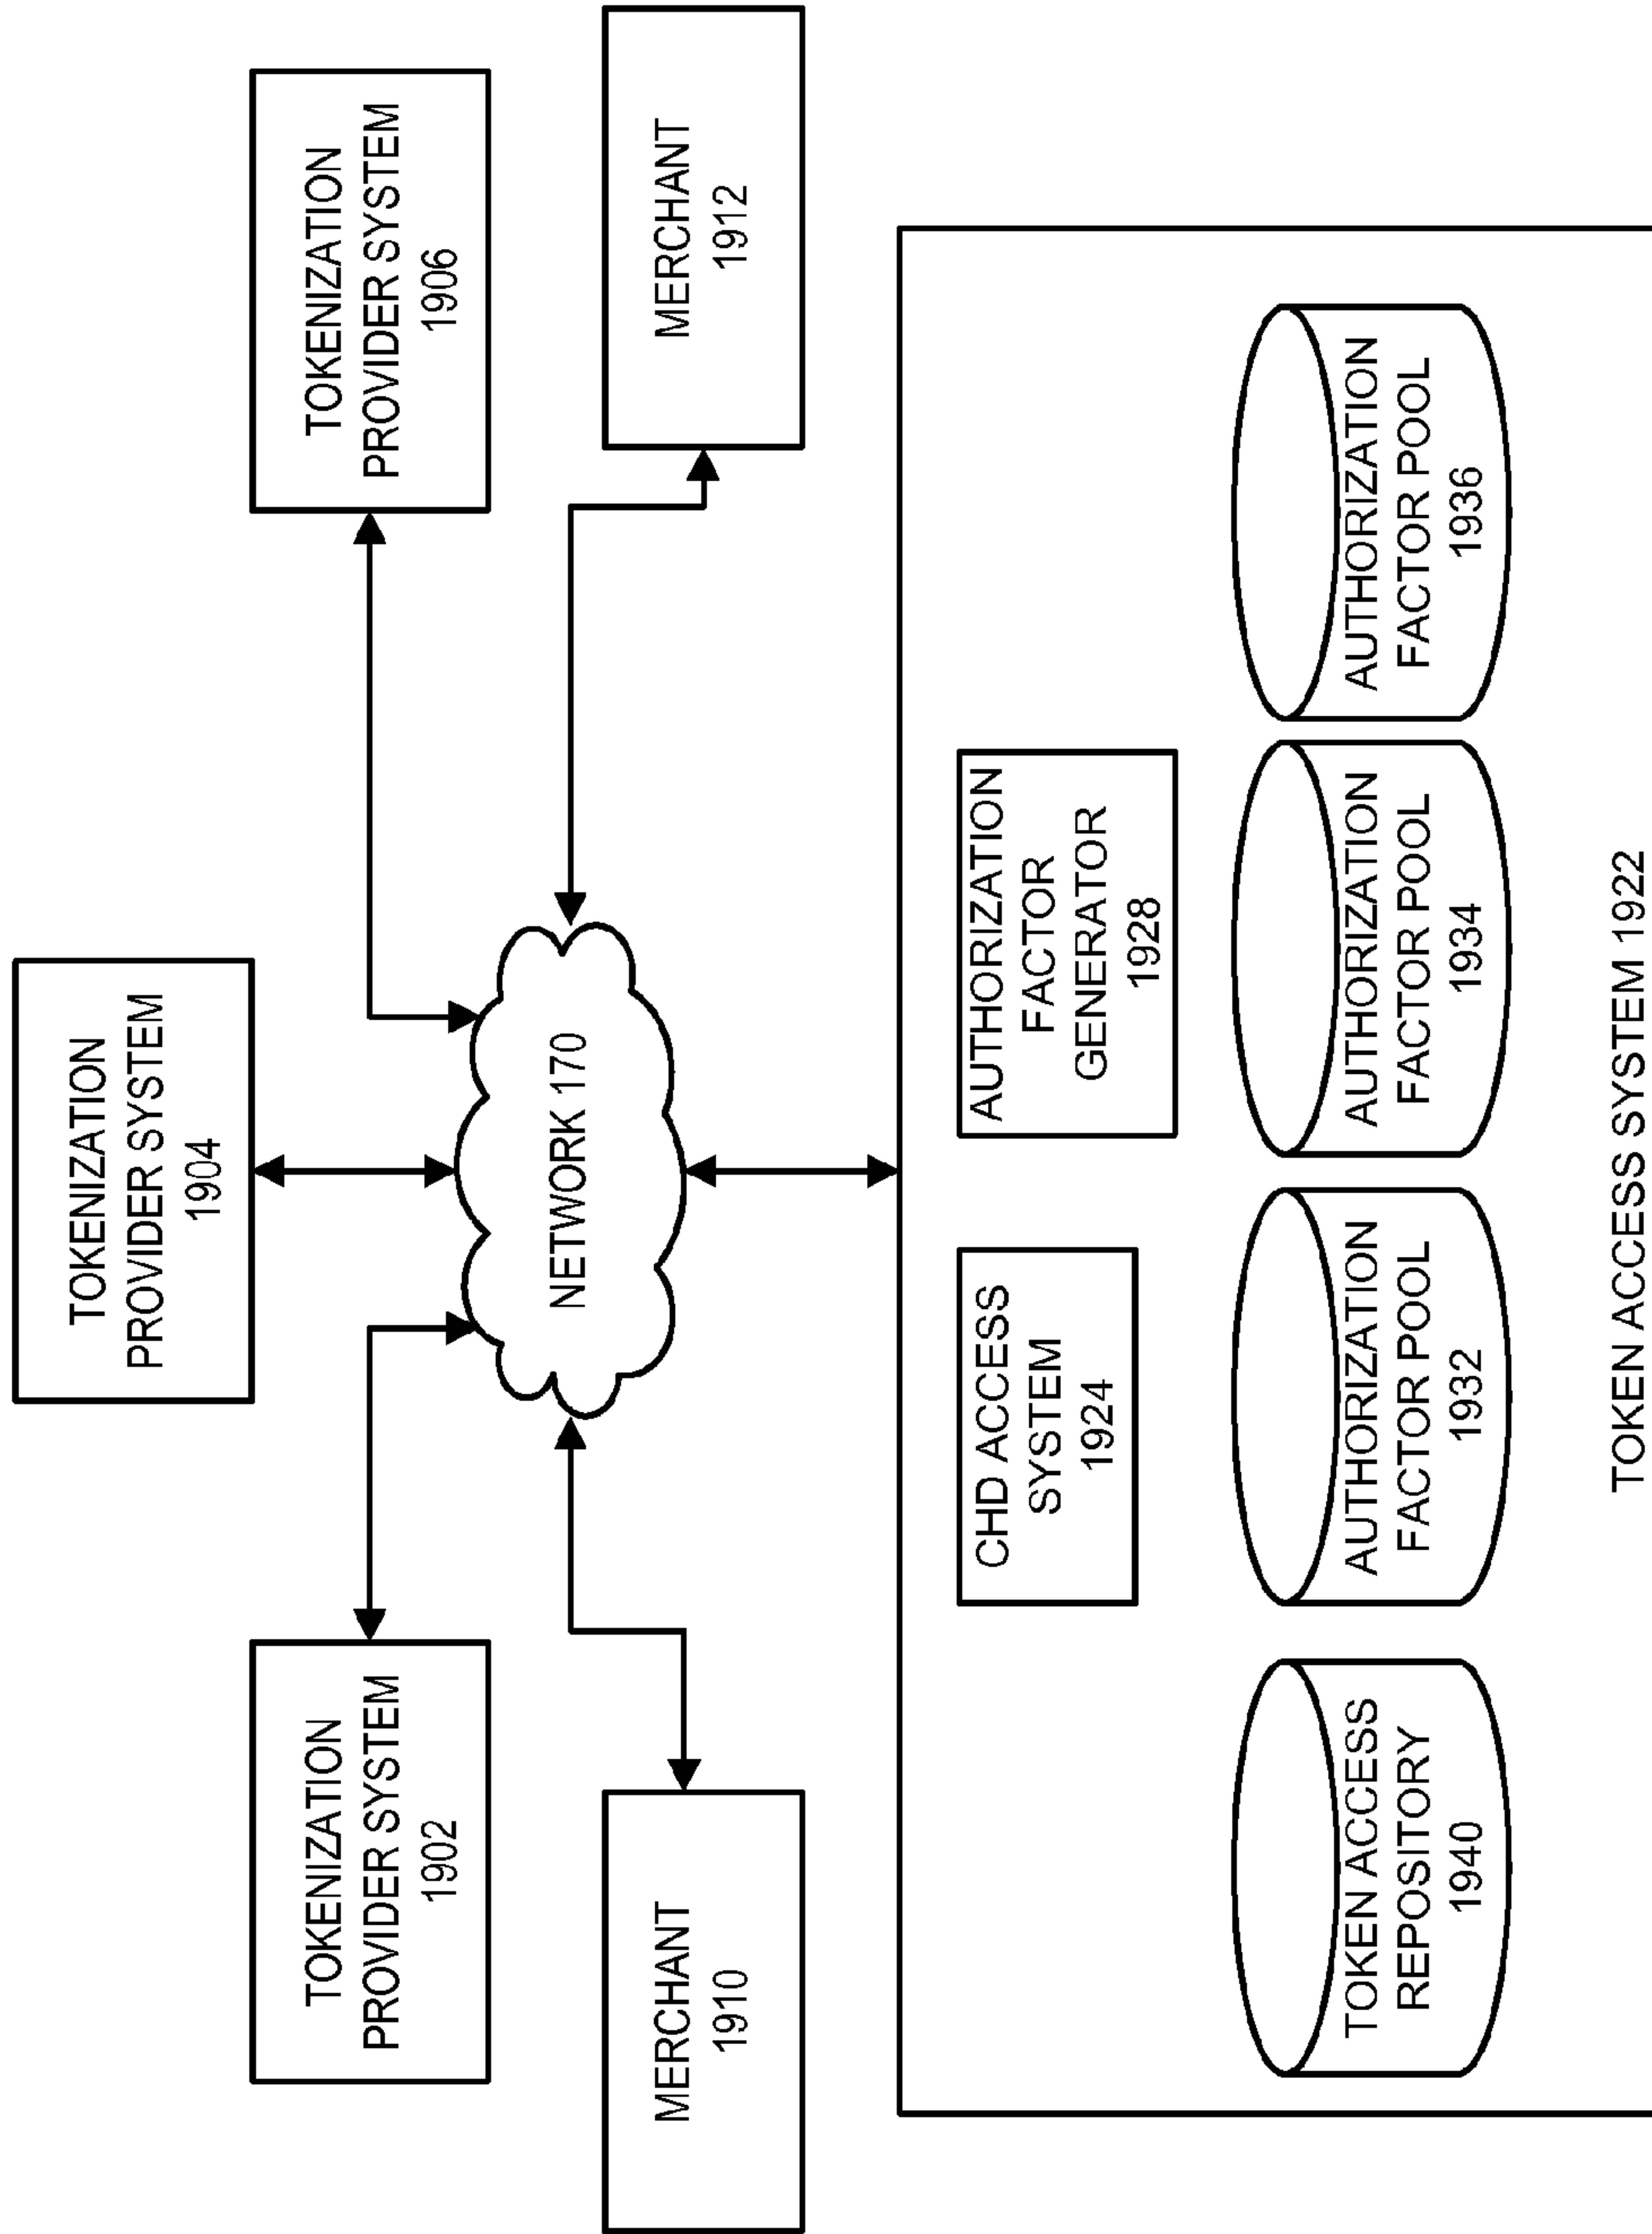 TOKENIZATION
PROVIDER SYSTEM
1904
TOKENIZATION
PROVIDER SYSTEM
1902
TOKENIZATION
PROVIDER SYSTEM
1906
NETWORK 170
MERCHANT
1910
MERCHANT
1912
CHD ACCESS
SYSTEM
1924
AUTHORIZATION
FACTOR
GENERATOR
1928
TOKEN ACCESS
REPOSITORY
1940
AUTHORIZATION
FACTOR POOL
1932
AUTHORIZATION
FACTOR POOL
1934
AUTHORIZATION
FACTOR POOL
1936
TOKEN ACCESS SYSTEM 1922